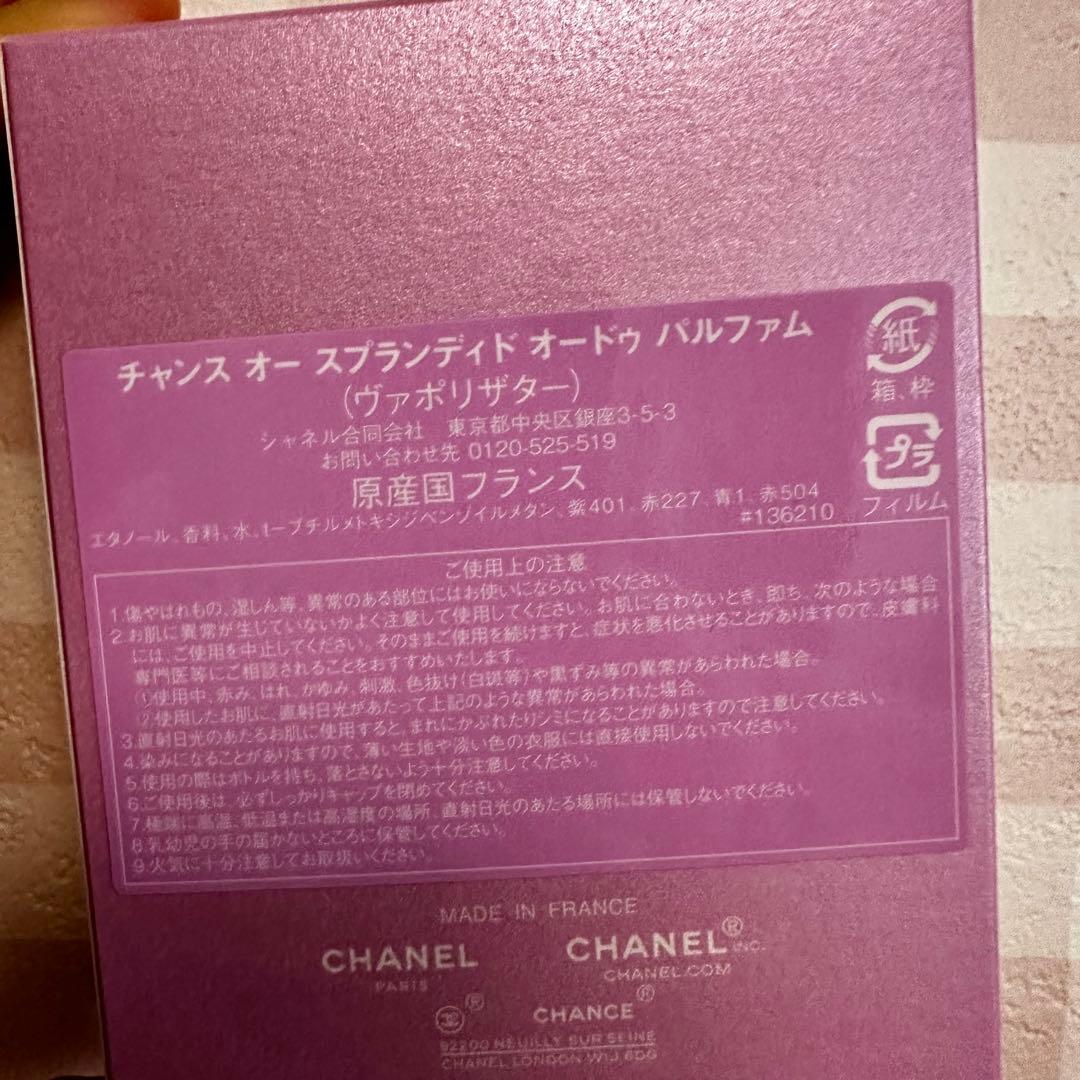 チャンス オー スプランディド オードゥ パルファム
(ヴァポリザター)
シャネル合同会社 東京都中央区銀座3-5-3
お問い合わせ先 0120-525-519
原産国フランス
エタノール、香料、水、t-ブチルメトキシジベンゾイルメタン、紫401、赤227、青1、赤504
#136210
紙
箱、枠
プラ
フィルム
ご使用上の注意
1.傷やはれもの、湿しん等、異常のある部位にはお使いにならないでください。
2.お肌に異常が生じていないかよく注意して使用してください。お肌に合わないとき、即ち、次のような場合
には、ご使用を中止してください。そのままご使用を続けますと、症状を悪化させることがありますので、皮膚科
専門医等にご相談されることをおすすめいたします。
①使用中、赤み、はれ、かゆみ、刺激、色抜け(白斑等)や黒ずみ等の異常があらわれた場合。
②使用したお肌に、直射日光があたって上記のような異常があらわれた場合。
3.直射日光のあたるお肌に使用すると、まれにかぶれたりシミになることがありますので注意してください。
4.染みになることがありますので、薄い生地や淡い色の衣服には直接使用しないでください。
5.使用の際はボトルを持ち、落とさないよう十分注意してください。
6.ご使用後は、必ずしっかりキャップを閉めてください。
7.極端に高温、低温または高湿度の場所、直射日光のあたる場所には保管しないでください。
8.乳幼児の手の届かないところに保管してください。
9.火気に十分注意してお取扱いください。
MADE IN FRANCE
CHANEL
PARIS
CHANEL® INC.
CHANEL.COM
®
CHANCE®
92200 NEUILLY SUR SEINE
CHANEL LONDON W1J 6DG